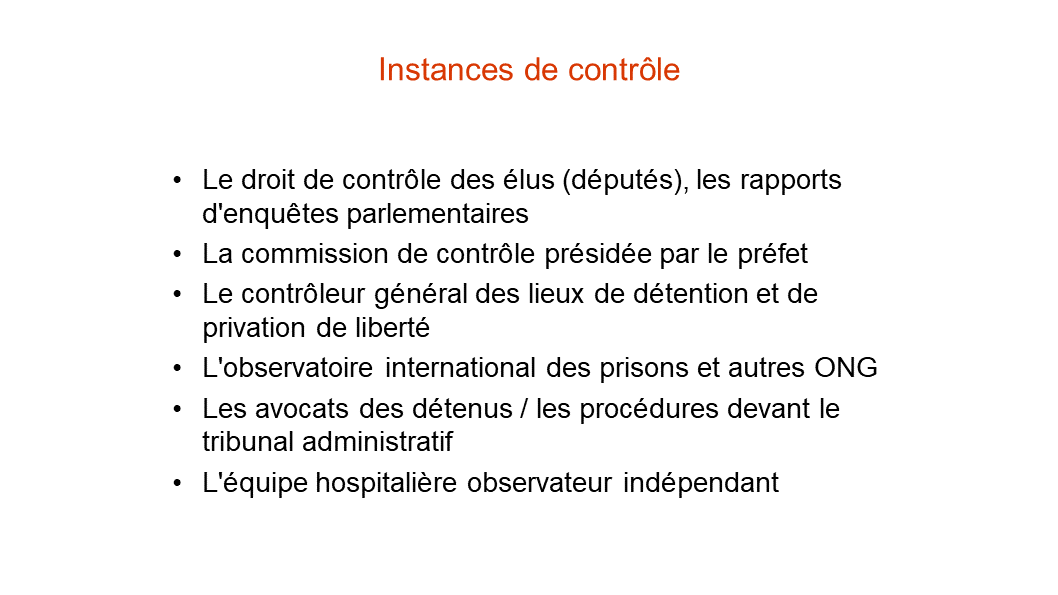 Instances de contrôle
• Le droit de contrôle des élus (députés), les rapports
d'enquêtes parlementaires
• La commission de contrôle présidée par le préfet
• Le contrôleur général des lieux de détention et de
privation de liberté
• L'observatoire international des prisons et autres ONG
• Les avocats des détenus / les procédures devant le
tribunal administratif
• L'équipe hospitalière observateur indépendant